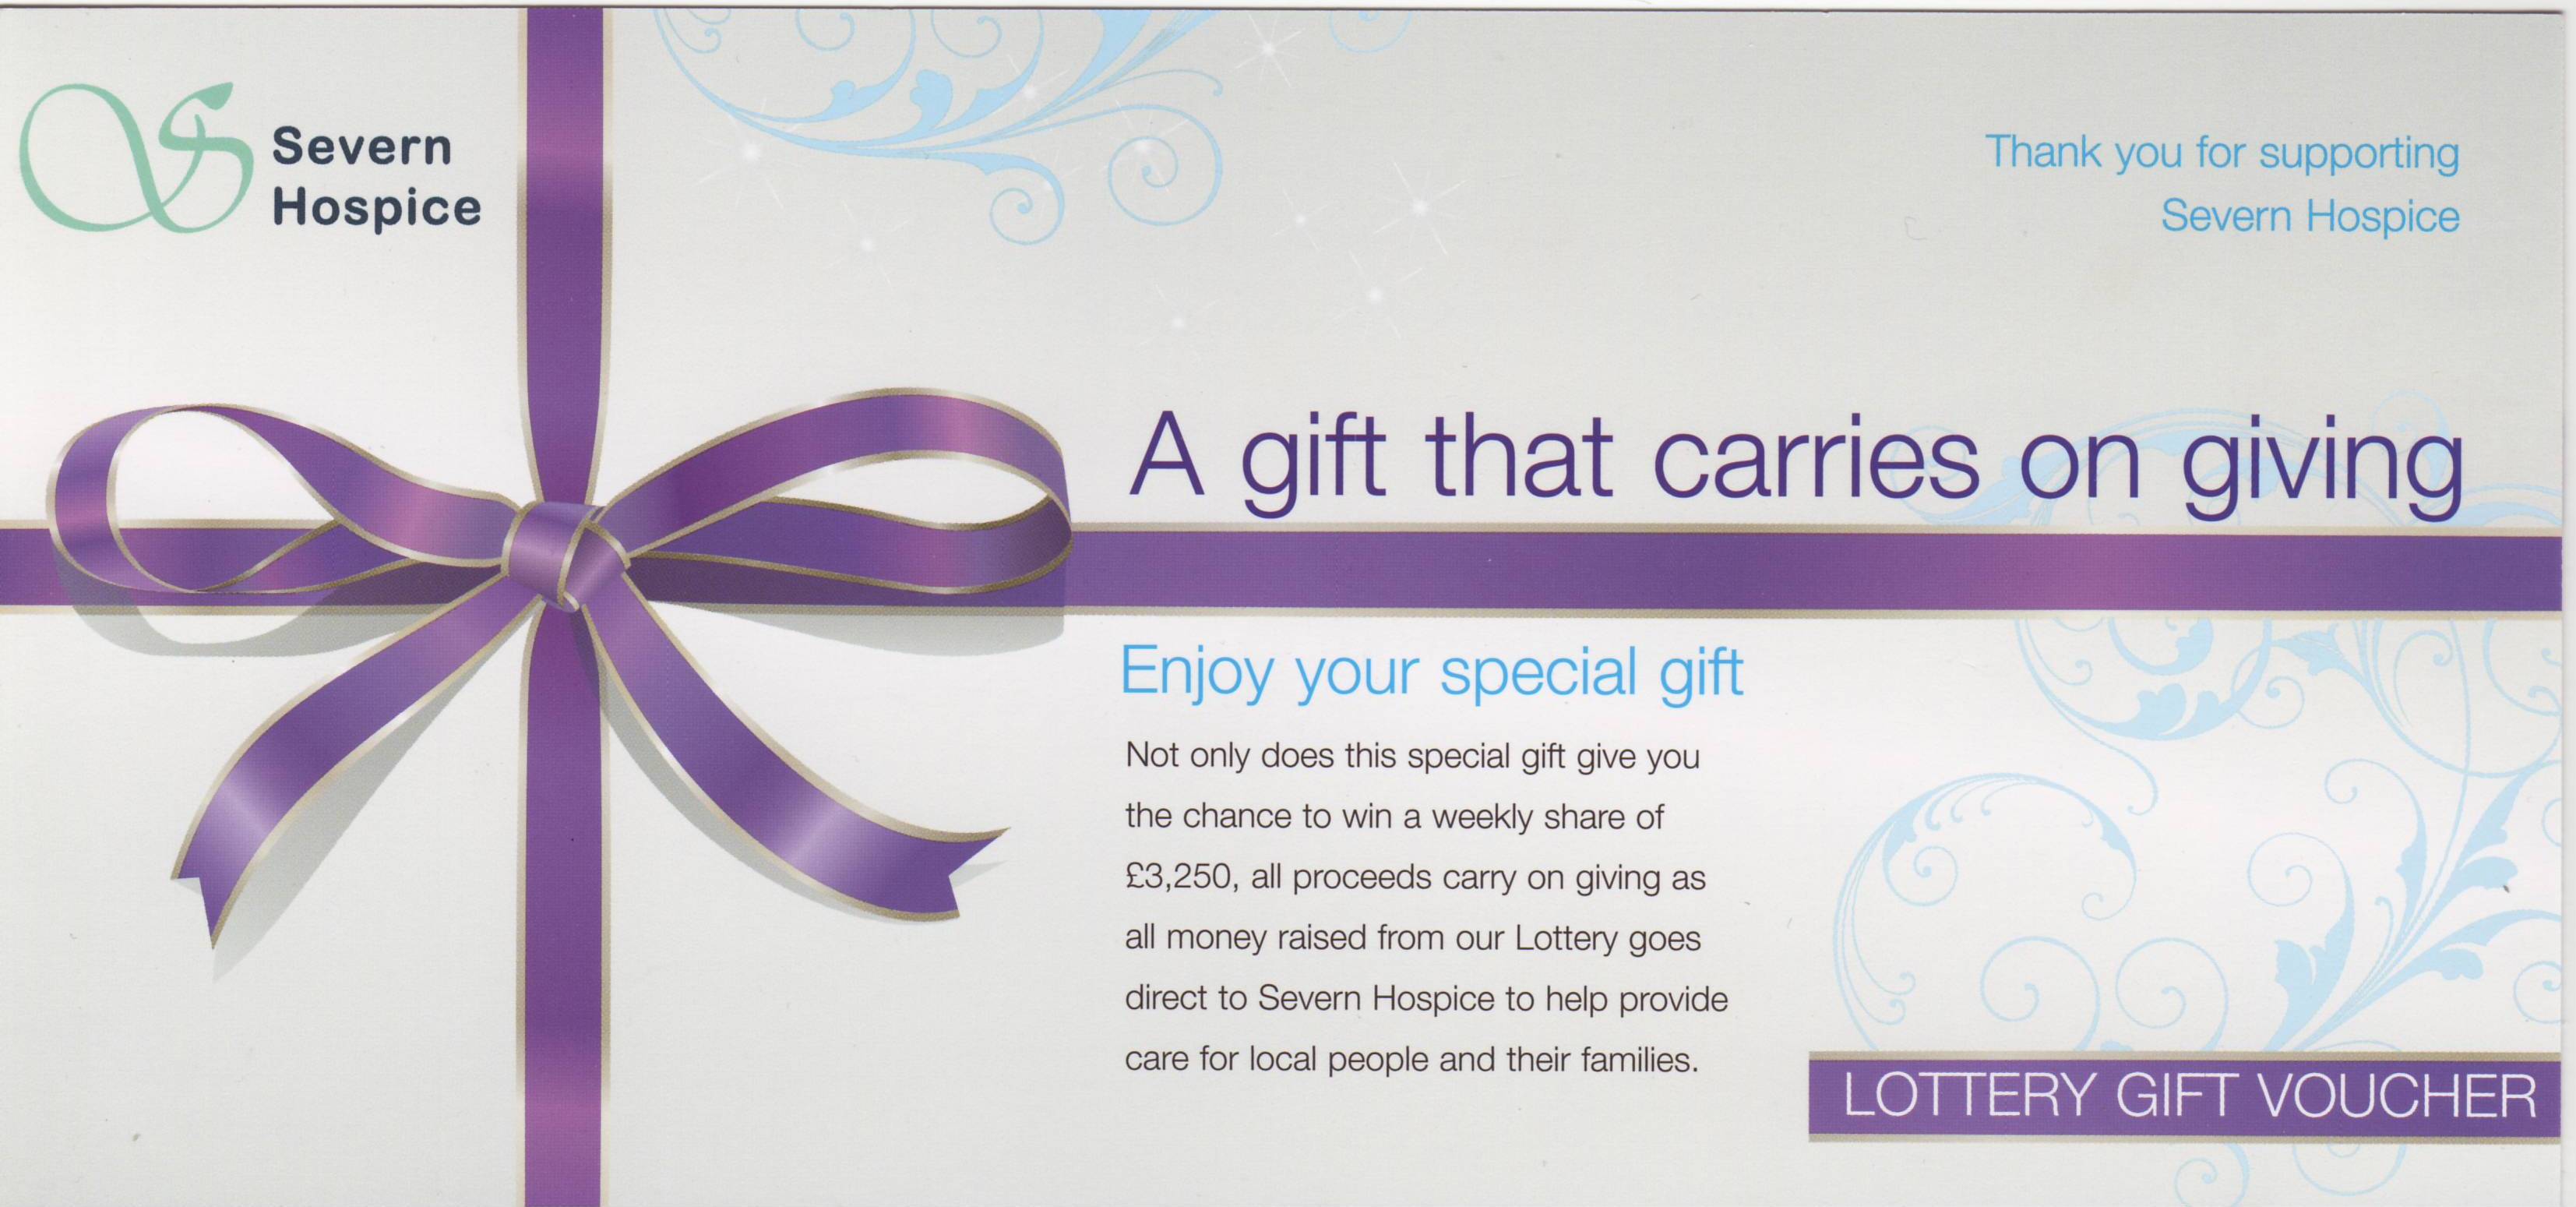 Severn
Hospice
Thank you for supporting
Severn Hospice
A gift that carries on giving
Enjoy your special gift
Not only does this special gift give you
the chance to win a weekly share of
£3,250, all proceeds carry on giving as
all money raised from our Lottery goes
direct to Severn Hospice to help provide
care for local people and their families.
LOTTERY GIFT VOUCHER